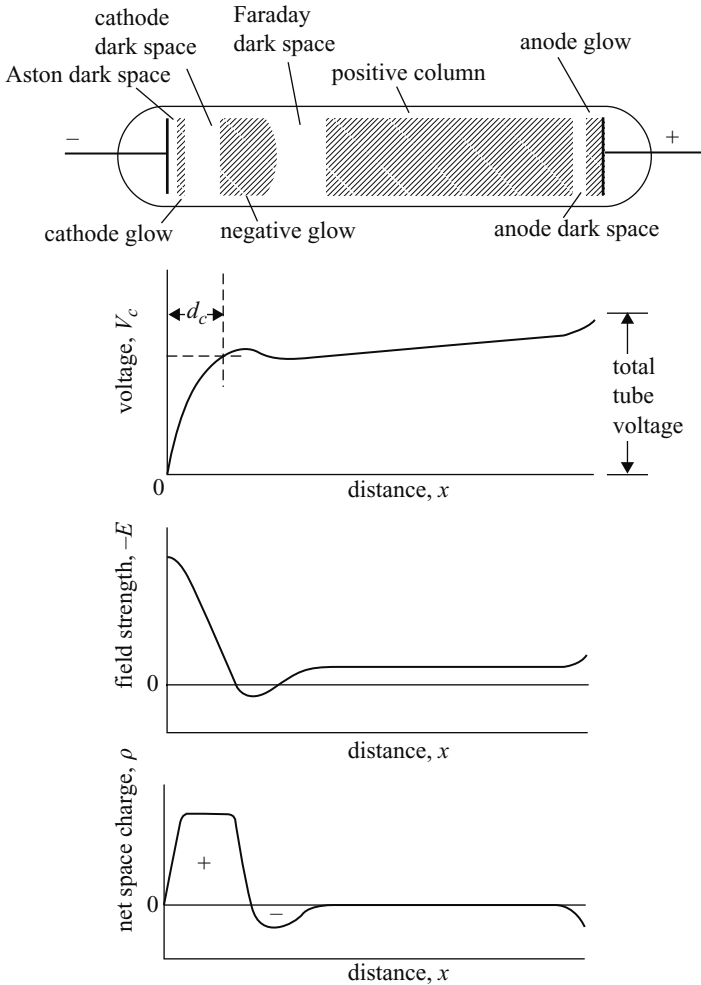 cathode
dark space
Aston dark space
Faraday
dark space
positive column
anode glow
–
+
cathode glow
negative glow
anode dark space
voltage, V_c
d_c
total
tube
voltage
0
distance, x
field strength, –E
0
distance, x
net space charge, ρ
+
–
0
distance, x